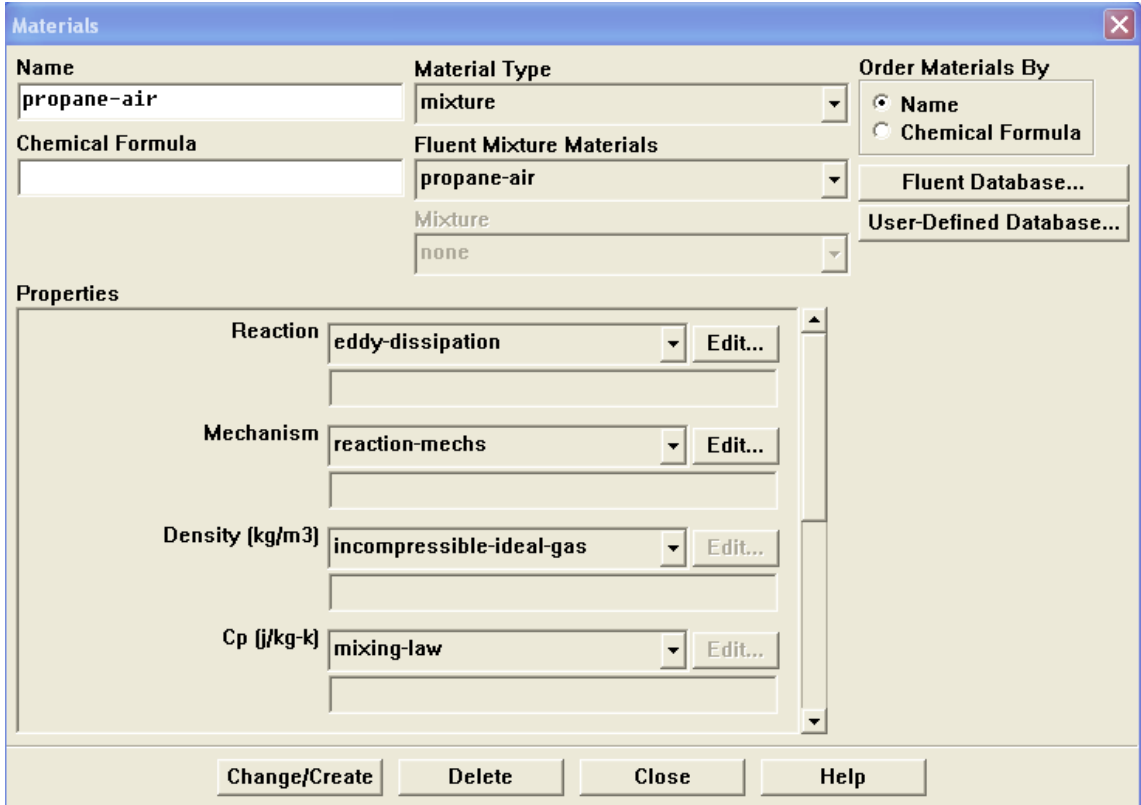 Materials
Name
propane-air
Chemical Formula
Material Type
mixture
Fluent Mixture Materials
propane-air
Mixture
none
Order Materials By
Name
Chemical Formula
Fluent Database...
User-Defined Database...
Properties
Reaction eddy-dissipation Edit...
Mechanism reaction-mechs Edit...
Density (kg/m3) incompressible-ideal-gas Edit...
Cp (j/kg-k) mixing-law Edit...
Change/Create Delete Close Help